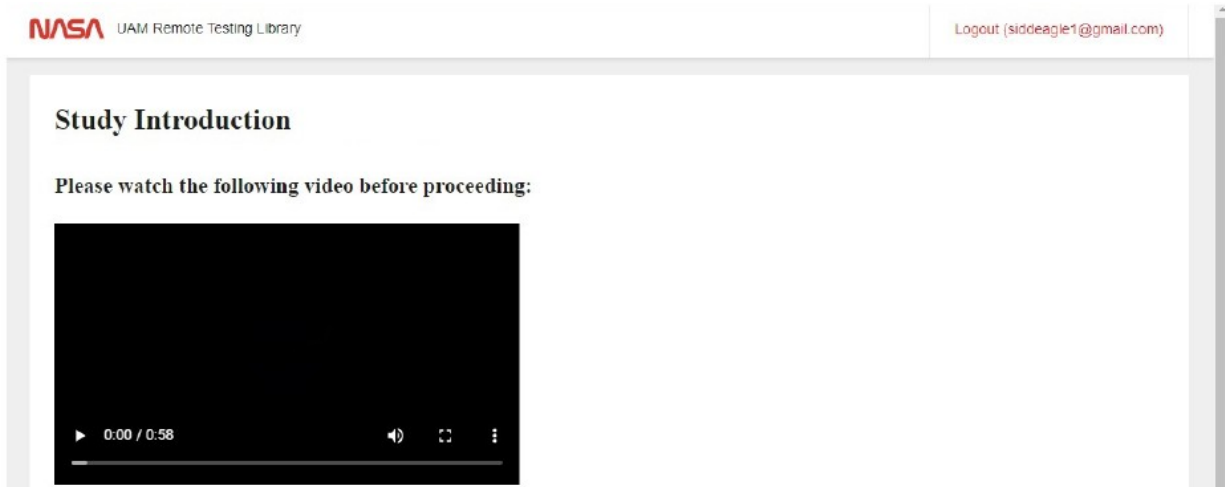 NASA UAM Remote Testing Library Logout (siddeagle1@gmail.com)
Study Introduction
Please watch the following video before proceeding:
0:00 / 0:58